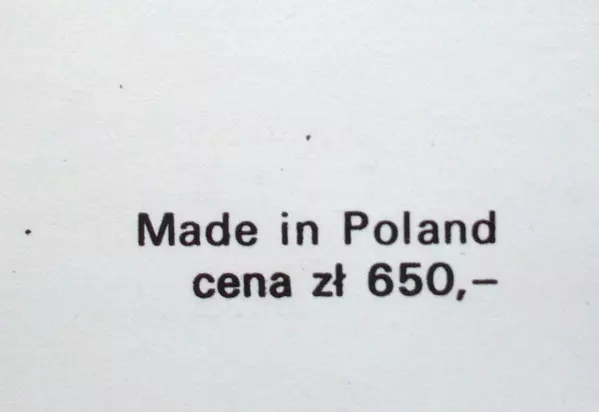 Made in Poland
cena zł 650,–